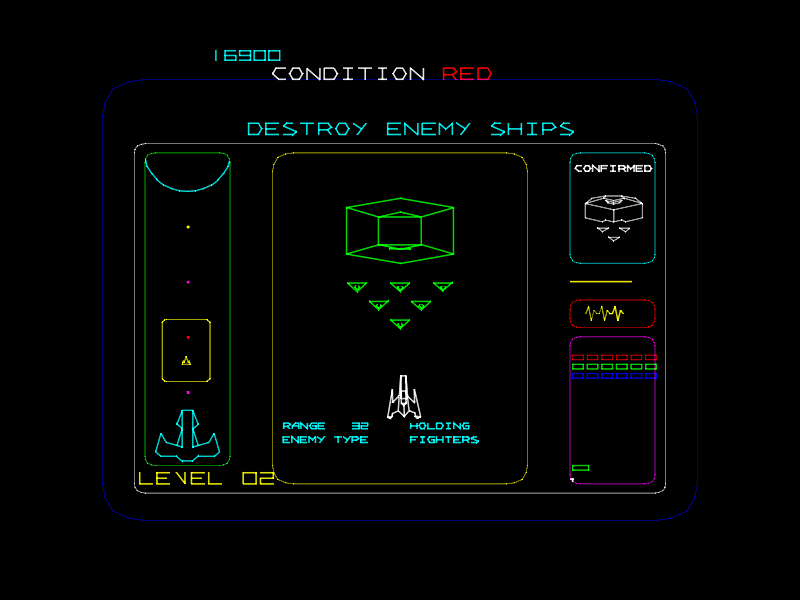 16900
CONDITION RED
DESTROY ENEMY SHIPS
CONFIRMED
RANGE 32 HOLDING
ENEMY TYPE FIGHTERS
LEVEL 02